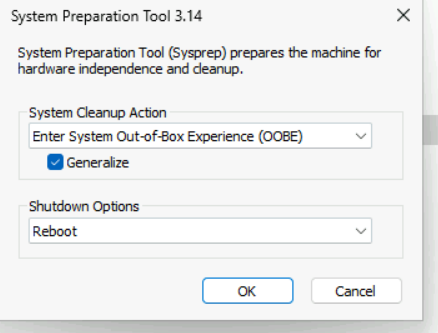 System Preparation Tool 3.14
System Preparation Tool (Sysprep) prepares the machine for
hardware independence and cleanup.
System Cleanup Action
Enter System Out-of-Box Experience (OOBE)
Generalize
Shutdown Options
Reboot
OK
Cancel